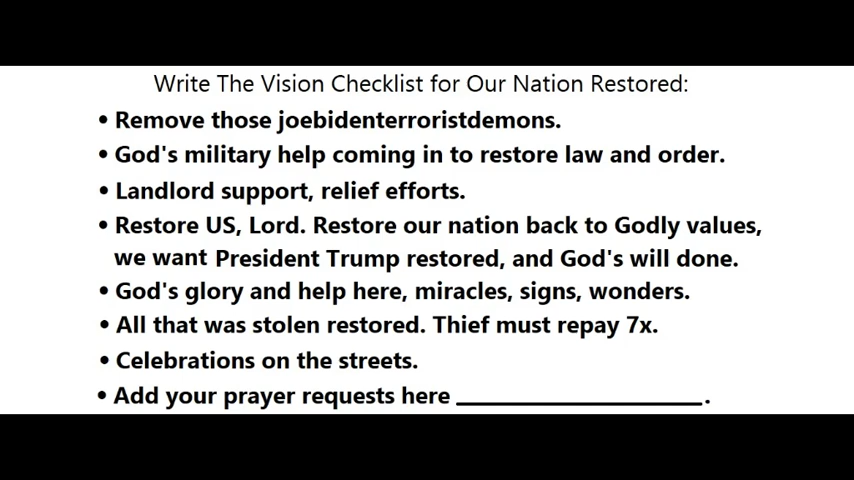 Write The Vision Checklist for Our Nation Restored:
• Remove those joebidenterroristdemons.
• God's military help coming in to restore law and order.
• Landlord support, relief efforts.
• Restore US, Lord. Restore our nation back to Godly values,
we want President Trump restored, and God's will done.
• God's glory and help here, miracles, signs, wonders.
• All that was stolen restored. Thief must repay 7x.
• Celebrations on the streets.
• Add your prayer requests here ____________________.